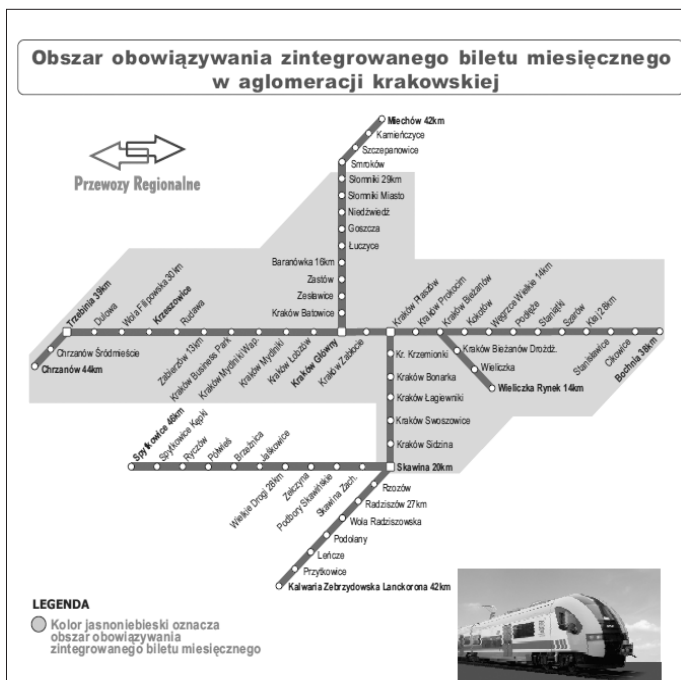 Obszar obowiązywania zintegrowanego biletu miesięcznego
w aglomeracji krakowskiej
Przewozy Regionalne
Miechów 42km
Kamieńczyce
Szczepanowice
Smroków
Słomniki 29km
Słomniki Miasto
Niedźwiedź
Goszcza
Łuczyce
Baranówka 16km
Zastów
Zesławice
Kraków Batowice
Trzebinia 39km
Dulowa
Wola Filipowska 30km
Krzeszowice
Rudawa
Zabierzów 13km
Kraków Business Park
Kraków Mydlniki Wap.
Kraków Mydlniki
Kraków Łobzów
Kraków Główny
Kraków Zabłocie
Kraków Płaszów
Kraków Prokocim
Kraków Bieżanów
Kokotów
Węgrzce Wielkie 14km
Podłęże
Staniątki
Szarów
Kłaj 28km
Stanisławice
Cikowice
Bochnia 38km
Chrzanów Śródmieście
Chrzanów 44km
Kraków Bieżanów Drożdż.
Wieliczka
Wieliczka Rynek 14km
Kr. Krzemionki
Kraków Bonarka
Kraków Łagiewniki
Kraków Swoszowice
Kraków Sidzina
Skawina 20km
Spytkowice 46km
Spytkowice Kępki
Ryczów
Półwieś
Brzeźnica
Jaśkowice
Wielkie Drogi 28km
Zelczyna
Podbory Skawińskie
Skawina Zach.
Rzozów
Radziszów 27km
Wola Radziszowska
Podolany
Leńcze
Przytkowice
Kalwaria Zebrzydowska Lanckorona 42km
LEGENDA
Kolor jasnoniebieski oznacza
obszar obowiązywania
zintegrowanego biletu miesięcznego